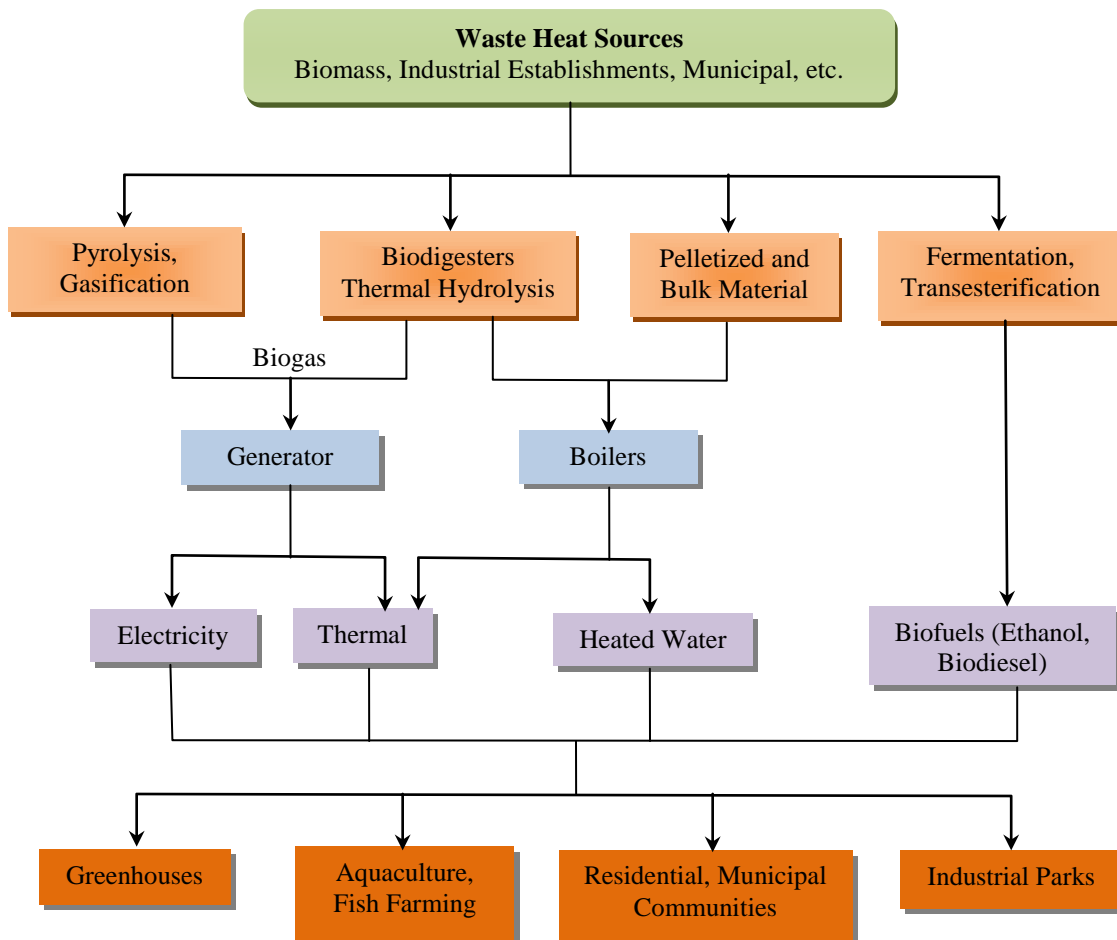 Waste Heat Sources
Biomass, Industrial Establishments, Municipal, etc.
Pyrolysis,
Gasification
Biodigesters
Thermal Hydrolysis
Pelletized and
Bulk Material
Fermentation,
Transesterification
Biogas
Generator
Boilers
Electricity
Thermal
Heated Water
Biofuels (Ethanol,
Biodiesel)
Greenhouses
Aquaculture,
Fish Farming
Residential, Municipal
Communities
Industrial Parks